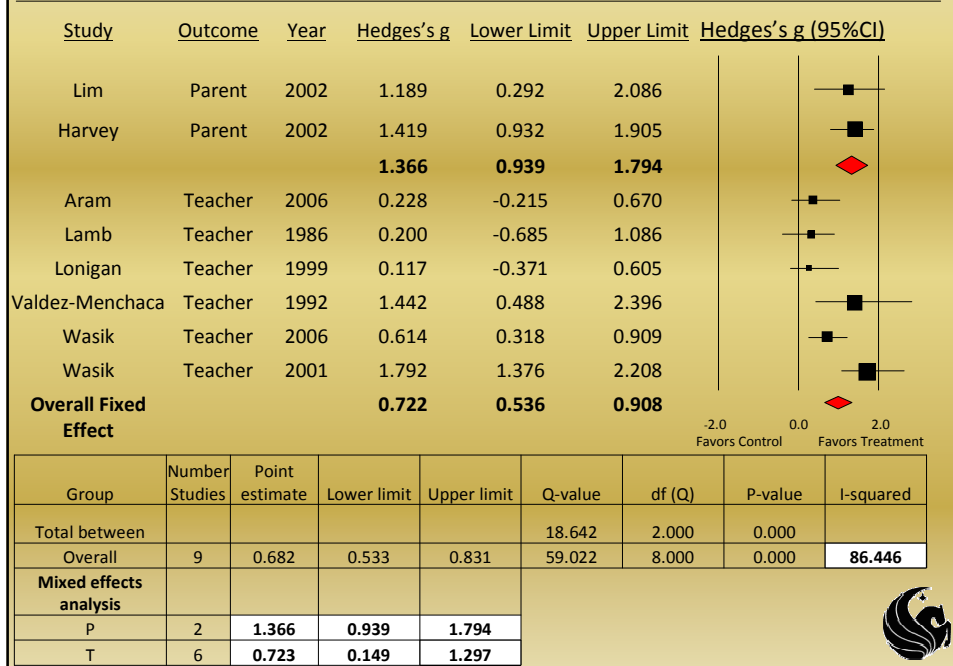 Study Outcome Year Hedges's g Lower Limit Upper Limit Hedges's g (95%CI)
Lim Parent 2002 1.189 0.292 2.086
Harvey Parent 2002 1.419 0.932 1.905
1.366 0.939 1.794
Aram Teacher 2006 0.228 -0.215 0.670
Lamb Teacher 1986 0.200 -0.685 1.086
Lonigan Teacher 1999 0.117 -0.371 0.605
Valdez-Menchaca Teacher 1992 1.442 0.488 2.396
Wasik Teacher 2006 0.614 0.318 0.909
Wasik Teacher 2001 1.792 1.376 2.208
Overall Fixed Effect 0.722 0.536 0.908
-2.0 0.0 2.0
Favors Control Favors Treatment
Group Number Studies Point estimate Lower limit Upper limit Q-value df (Q) P-value I-squared
Total between 18.642 2.000 0.000
Overall 9 0.682 0.533 0.831 59.022 8.000 0.000 86.446
Mixed effects analysis
P 2 1.366 0.939 1.794
T 6 0.723 0.149 1.297